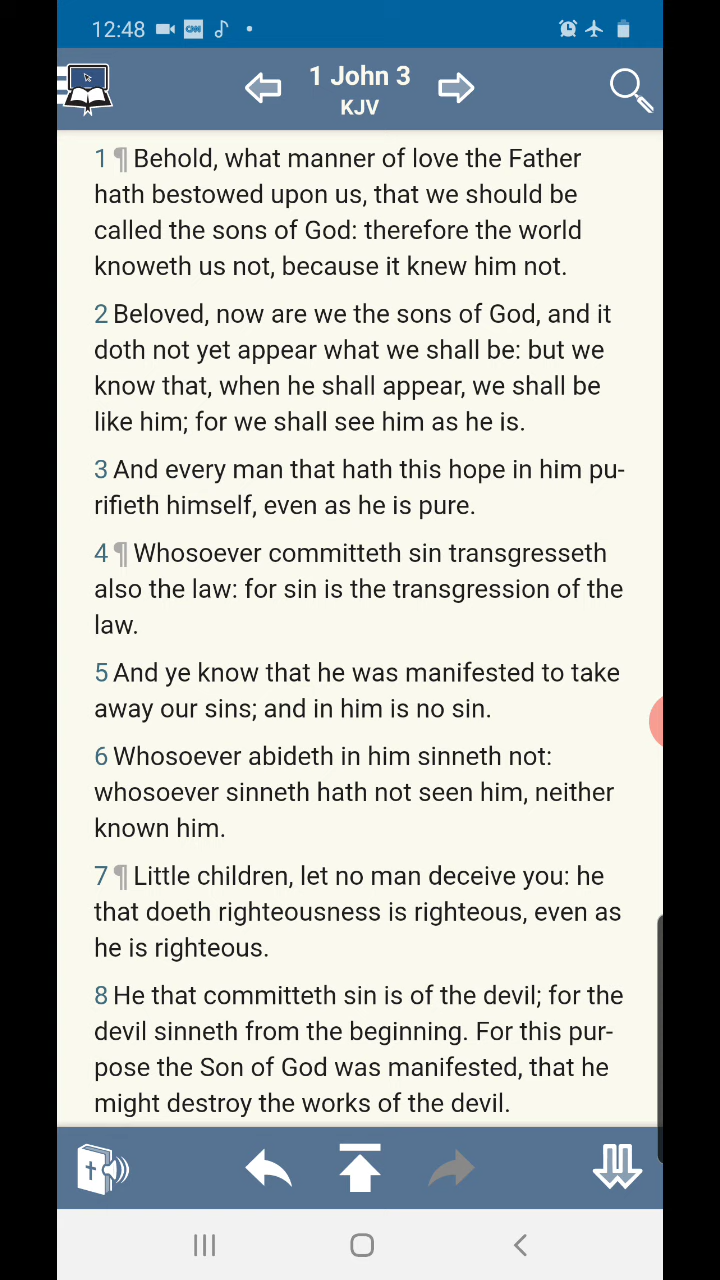 12:48
CNN
1 John 3
KJV
1 ¶ Behold, what manner of love the Father
hath bestowed upon us, that we should be
called the sons of God: therefore the world
knoweth us not, because it knew him not.
2 Beloved, now are we the sons of God, and it
doth not yet appear what we shall be: but we
know that, when he shall appear, we shall be
like him; for we shall see him as he is.
3 And every man that hath this hope in him pu-
rifieth himself, even as he is pure.
4 ¶ Whosoever committeth sin transgresseth
also the law: for sin is the transgression of the
law.
5 And ye know that he was manifested to take
away our sins; and in him is no sin.
6 Whosoever abideth in him sinneth not:
whosoever sinneth hath not seen him, neither
known him.
7 ¶ Little children, let no man deceive you: he
that doeth righteousness is righteous, even as
he is righteous.
8 He that committeth sin is of the devil; for the
devil sinneth from the beginning. For this pur-
pose the Son of God was manifested, that he
might destroy the works of the devil.